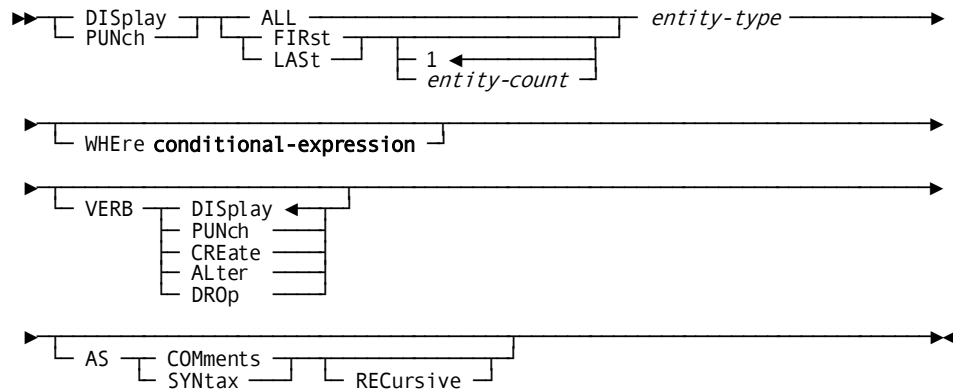 DISplay ALL entity-type
PUNch FIRst
LASt 1
entity-count
WHEre conditional-expression
VERB DISplay
PUNch
CREate
ALter
DROp
AS COMments
SYNtax RECursive